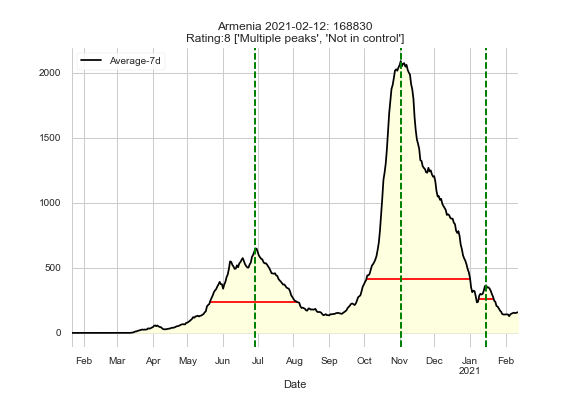 Armenia 2021-02-12: 168830
Rating:8 ['Multiple peaks', 'Not in control']
Average-7d
2000
1500
1000
500
0
Feb Mar Apr May Jun Jul Aug Sep Oct Nov Dec Jan Feb
2021
Date